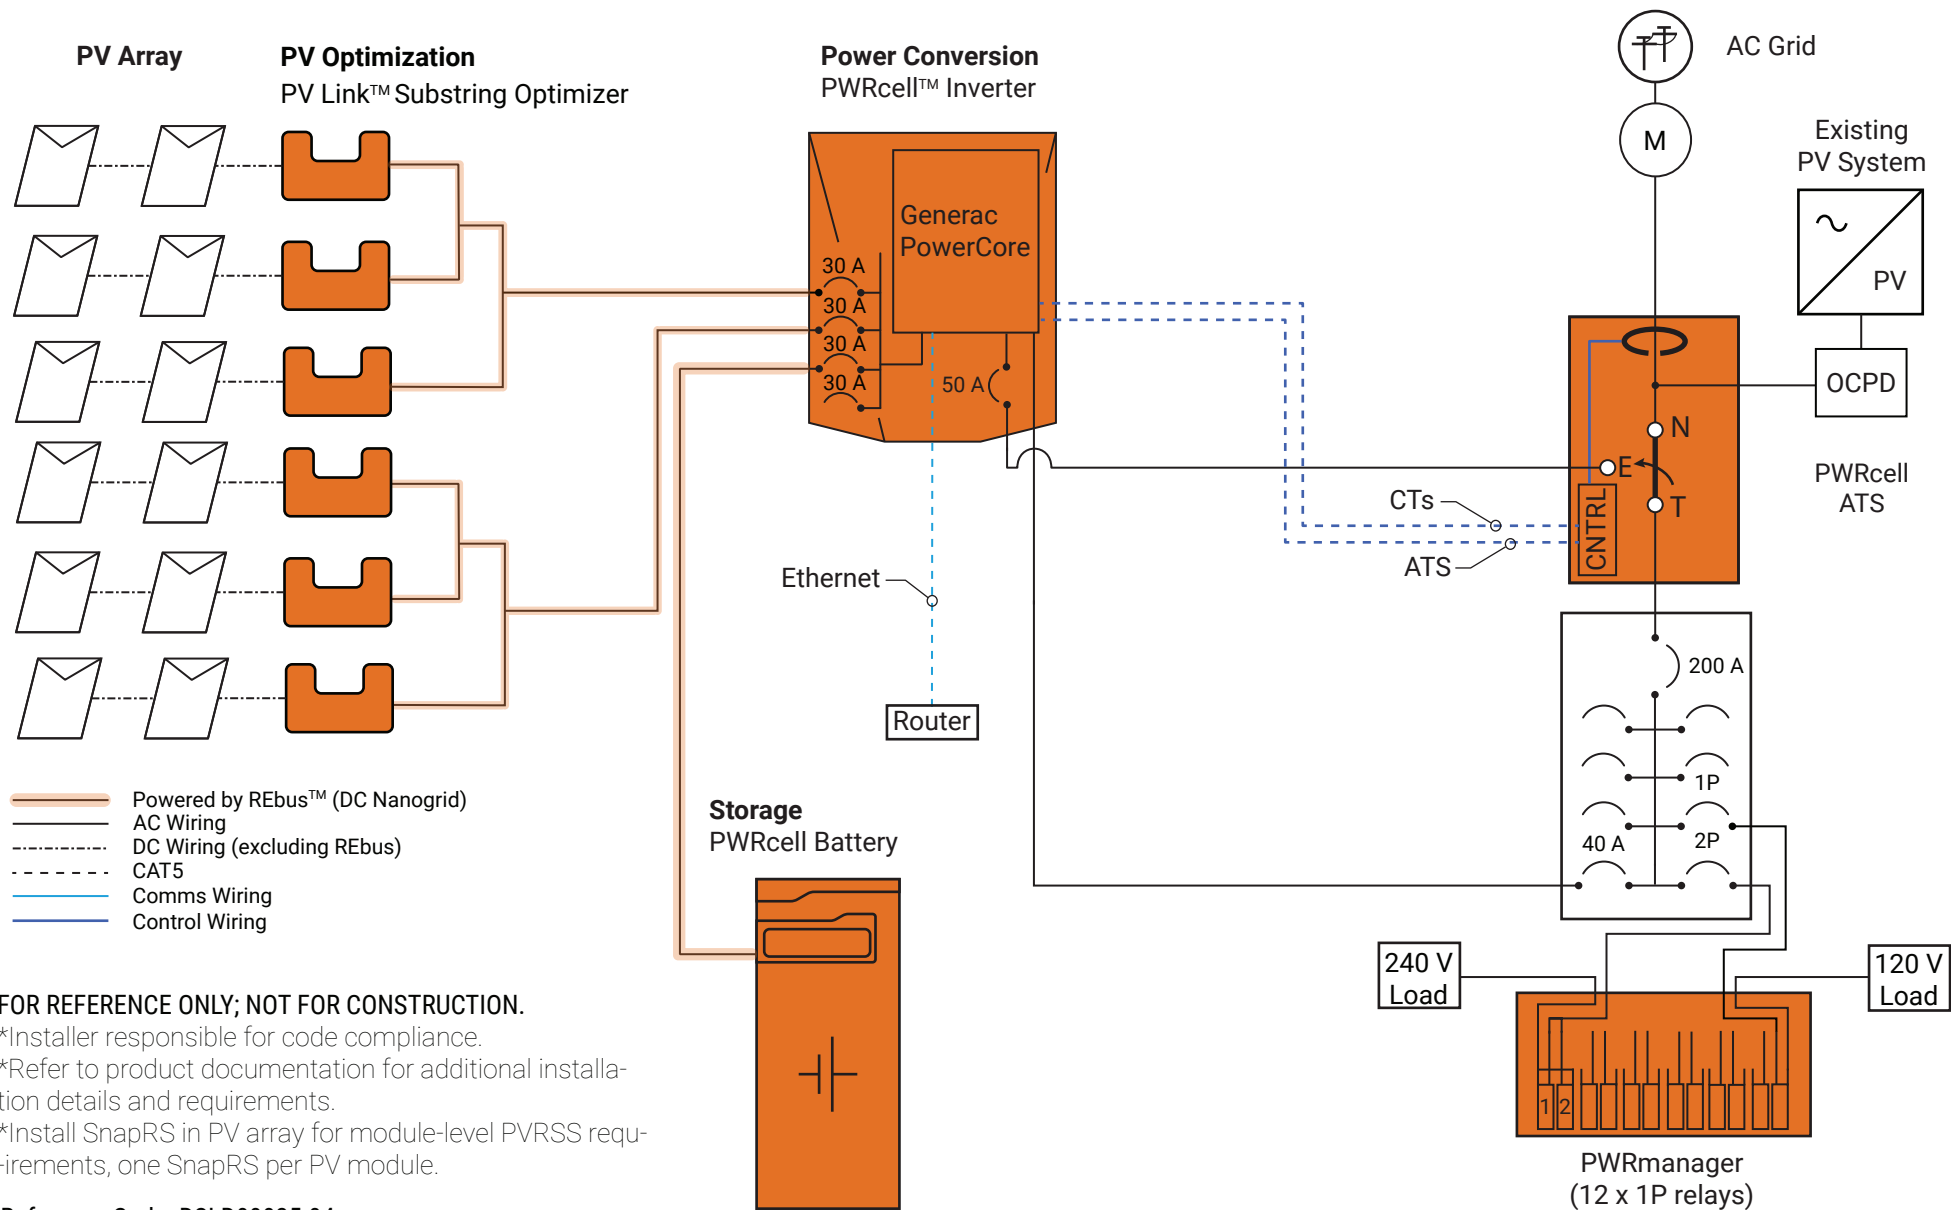 PV Array
PV Optimization
PV Link™ Substring Optimizer
Power Conversion
PWRcell™ Inverter
AC Grid
M
Existing
PV System
PV
OCPD
Generac
PowerCore
30 A
30 A
30 A
30 A
50 A
N
E
T
CNTRL
PWRcell
ATS
CTs
ATS
Ethernet
Router
200 A
1P
2P
40 A
Powered by REbus™ (DC Nanogrid)
AC Wiring
DC Wiring (excluding REbus)
CAT5
Comms Wiring
Control Wiring
Storage
PWRcell Battery
240 V
Load
120 V
Load
1 2
PWRmanager
(12 x 1P relays)
FOR REFERENCE ONLY; NOT FOR CONSTRUCTION.
*Installer responsible for code compliance.
*Refer to product documentation for additional installa-
tion details and requirements.
*Install SnapRS in PV array for module-level PVRSS requ-
-irements, one SnapRS per PV module.